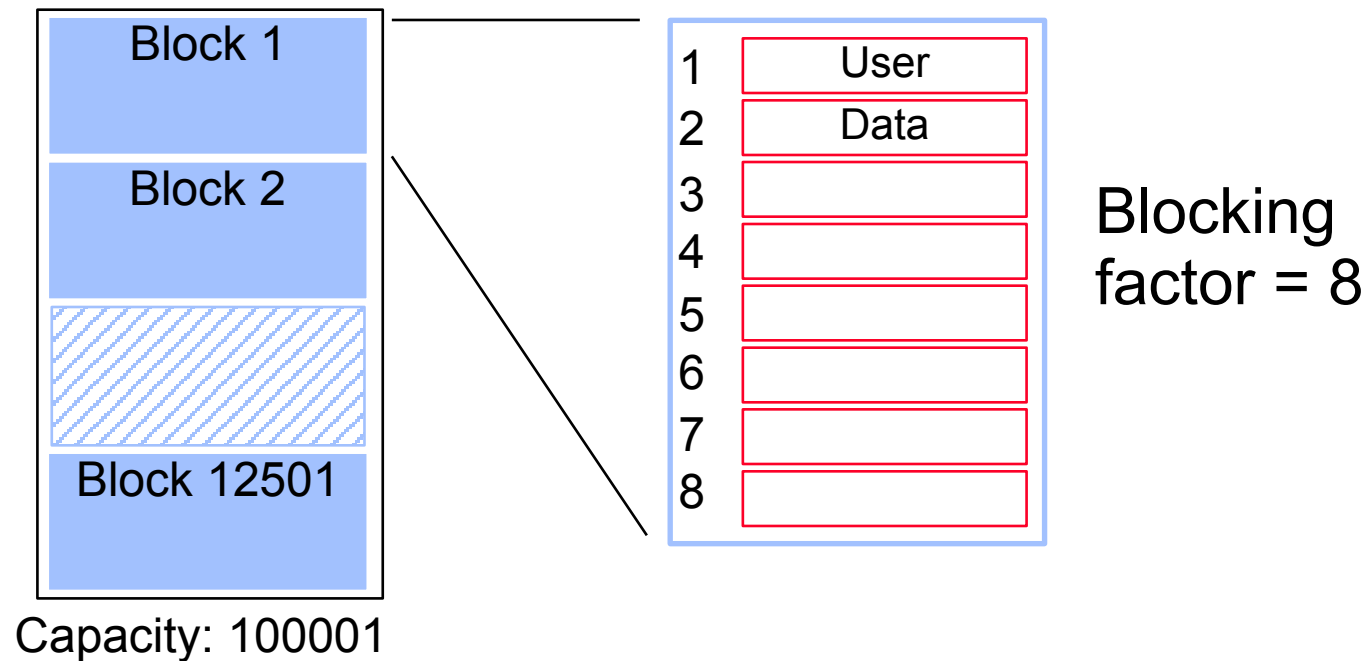 Block 1
Block 2
Block 12501
Capacity: 100001
1 User
2 Data
3
4
5
6
7
8
Blocking
factor = 8